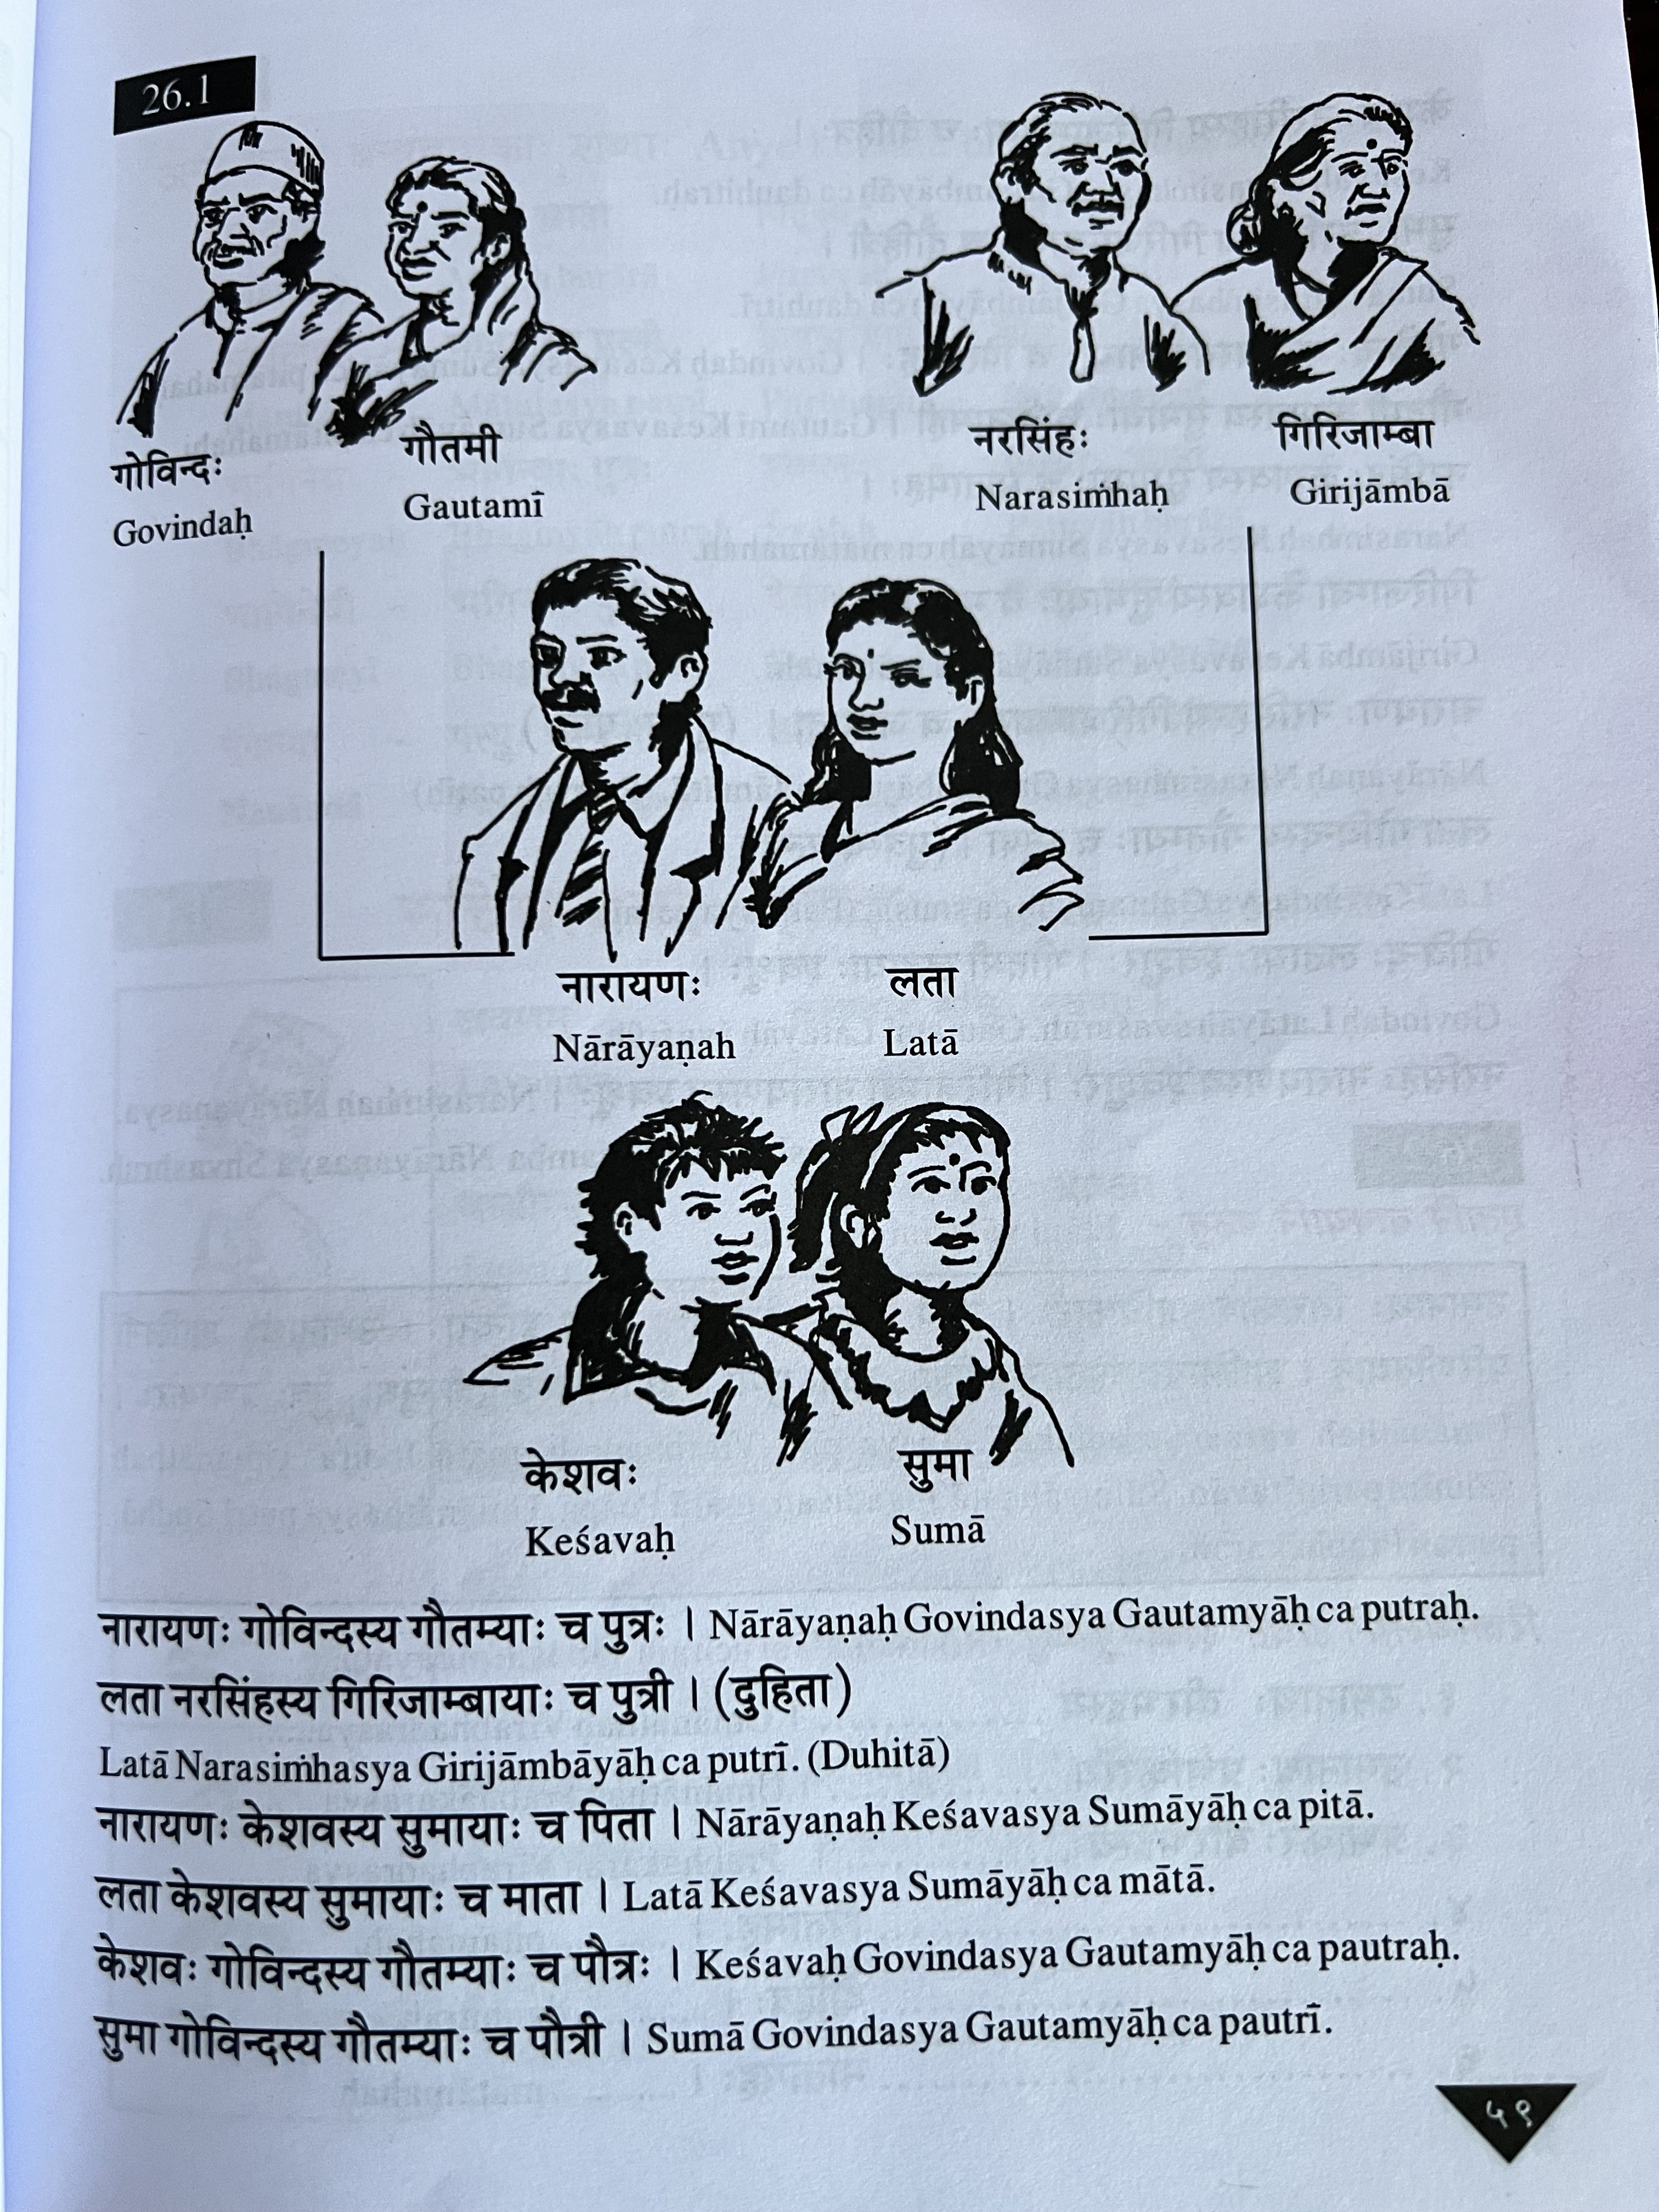 26.1
गोविन्दः गौतमी नरसिंहः गिरिजाम्बा
Govindaḥ Gautamī Narasiṁhaḥ Girijāmbā
नारायणः लता
Nārāyaṇah Latā
केशवः सुमा
Keśavaḥ Sumā
नारायणः गोविन्दस्य गौतम्याः च पुत्रः । Nārāyaṇaḥ Govindasya Gautamyāḥ ca putraḥ.
लता नरसिंहस्य गिरिजाम्बायाः च पुत्री । (दुहिता)
Latā Narasiṁhasya Girijāmbāyāḥ ca putrī. (Duhitā)
नारायणः केशवस्य सुमायाः च पिता । Nārāyaṇaḥ Keśavasya Sumāyāḥ ca pitā.
लता केशवस्य सुमायाः च माता । Latā Keśavasya Sumāyāḥ ca mātā.
केशवः गोविन्दस्य गौतम्याः च पौत्रः । Keśavaḥ Govindasya Gautamyāḥ ca pautraḥ.
सुमा गोविन्दस्य गौतम्याः च पौत्री । Sumā Govindasya Gautamyāḥ ca pautrī.
५९